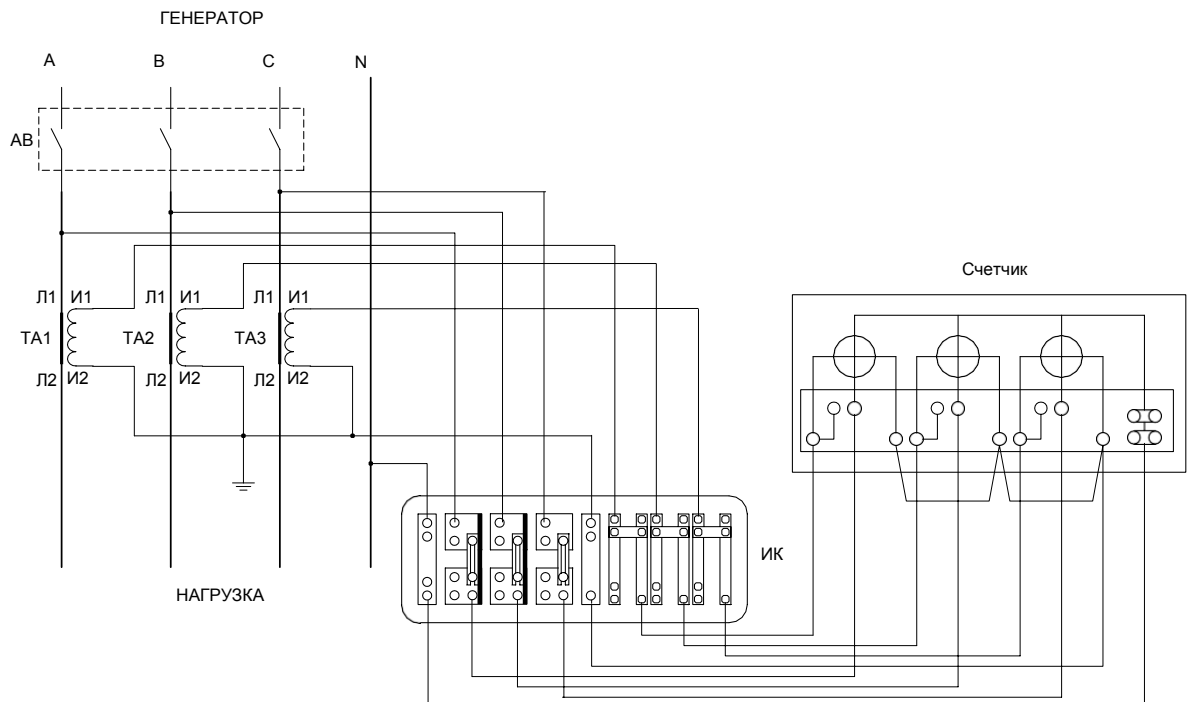 ГЕНЕРАТОР
A B C N
АВ
Счетчик
Л1 И1 Л1 И1 Л1 И1
ТА1 ТА2 ТА3
Л2 И2 Л2 И2 Л2 И2
ИК
НАГРУЗКА